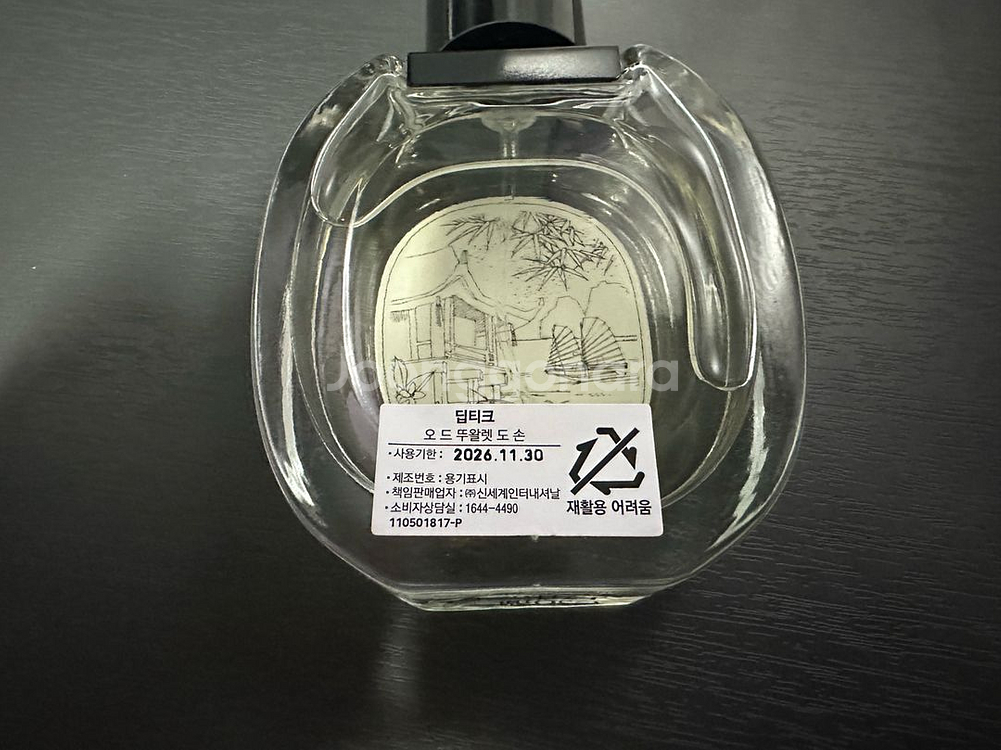 Joonggonara
딥티크
오 드 뚜왈렛 도 손
·사용기한 : 2026.11.30
·제조번호 : 용기표시
·책임판매업자 : ㈜신세계인터내셔날
·소비자상담실 : 1644-4490
110501817-P
재활용 어려움